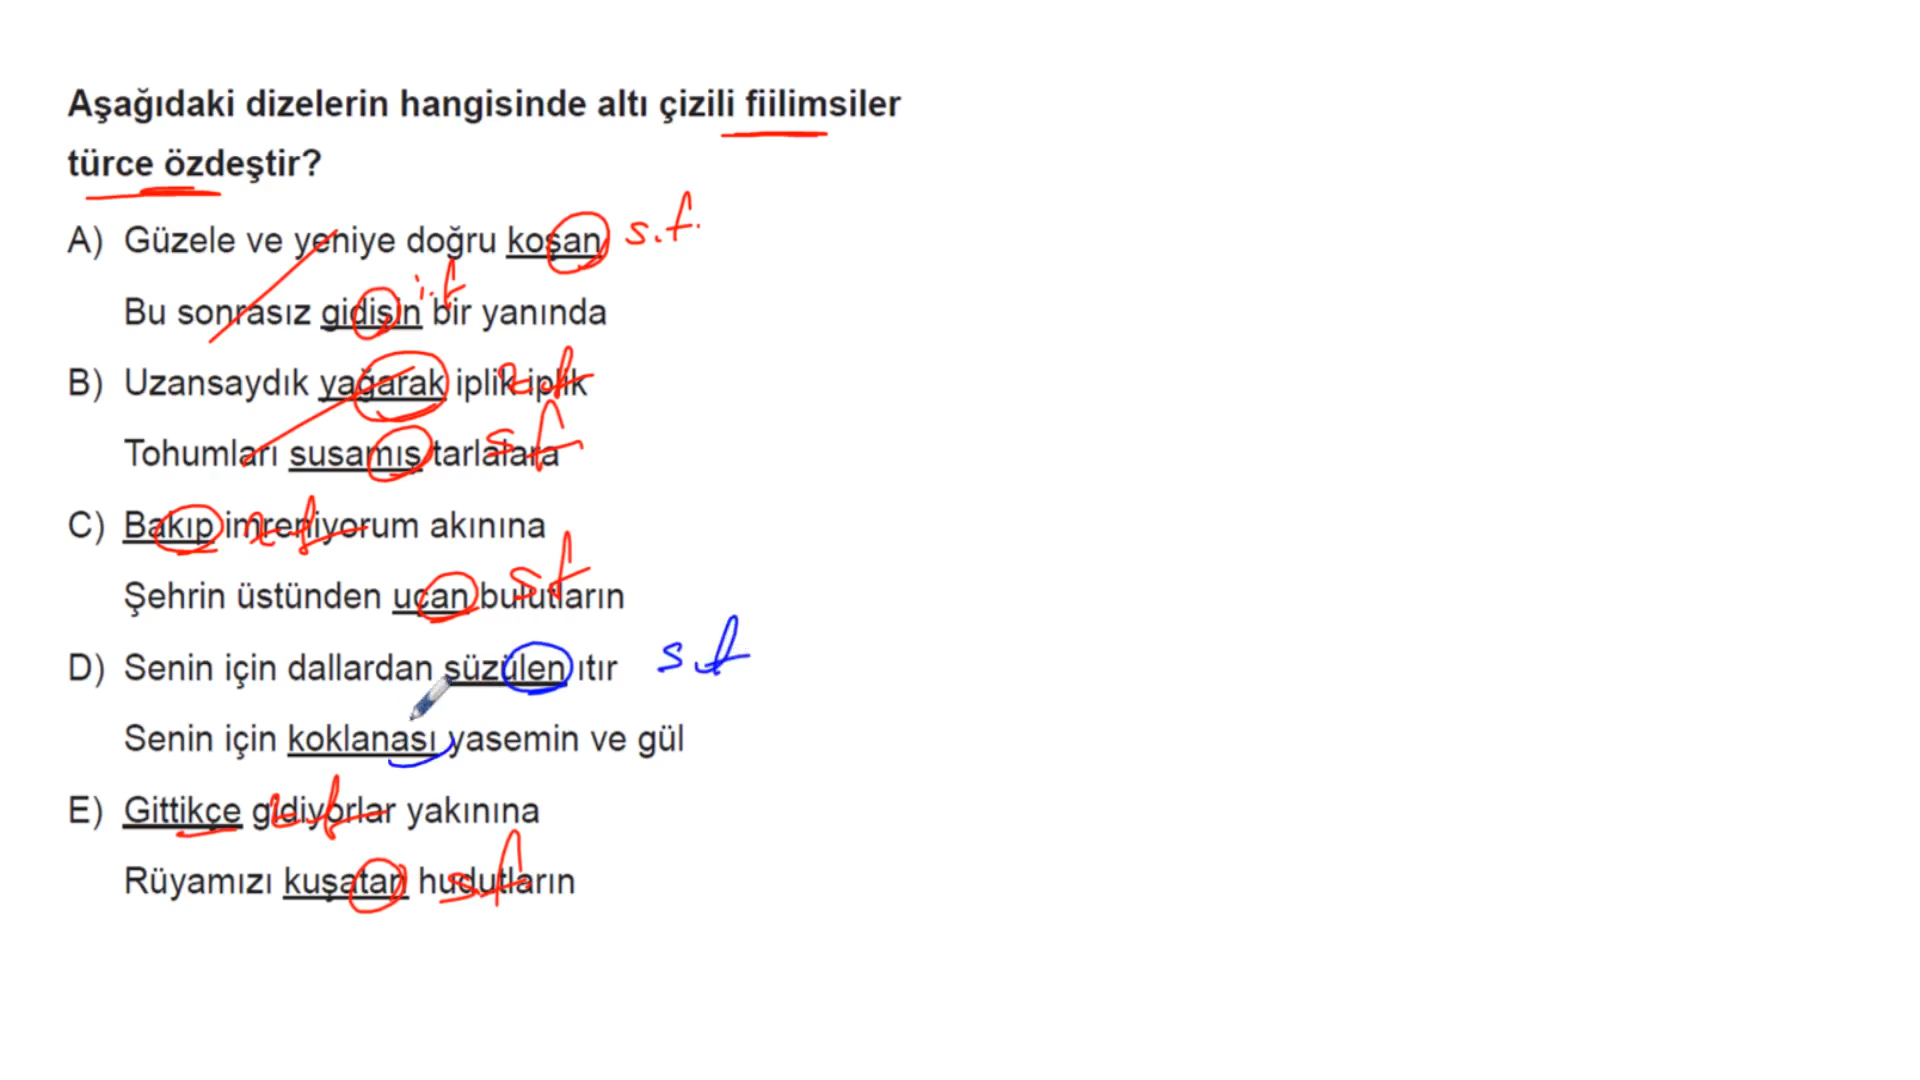 Aşağıdaki dizelerin hangisinde altı çizili fiilimsiler
türce özdeştir?
A) Güzele ve yeniye doğru koşan s.f.
i.f
Bu sonrasız gidişin bir yanında
B) Uzansaydık yağarak iplik iplik z.f
Tohumları susamış tarlalara s.f
C) Bakıp imreniyorum akınına z.f
Şehrin üstünden uçan bulutların s.f
D) Senin için dallardan süzülen ıtır s.f
Senin için koklanası yasemin ve gül
E) Gittikçe gidiyorlar yakınına z.f
Rüyamızı kuşatan hudutların s.f